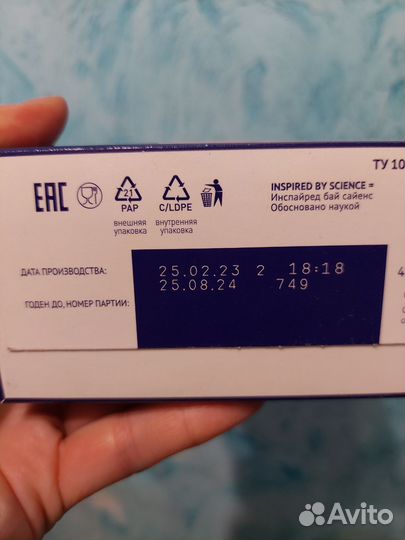 ТУ 10
EAC
21
PAP
C/LDPE
внешняя упаковка
внутренняя упаковка
INSPIRED BY SCIENCE =
Инспайред бай сайенс
Обосновано наукой
ДАТА ПРОИЗВОДСТВА:
25.02.23 2 18:18
25.08.24 749
ГОДЕН ДО, НОМЕР ПАРТИИ:
4
Avito